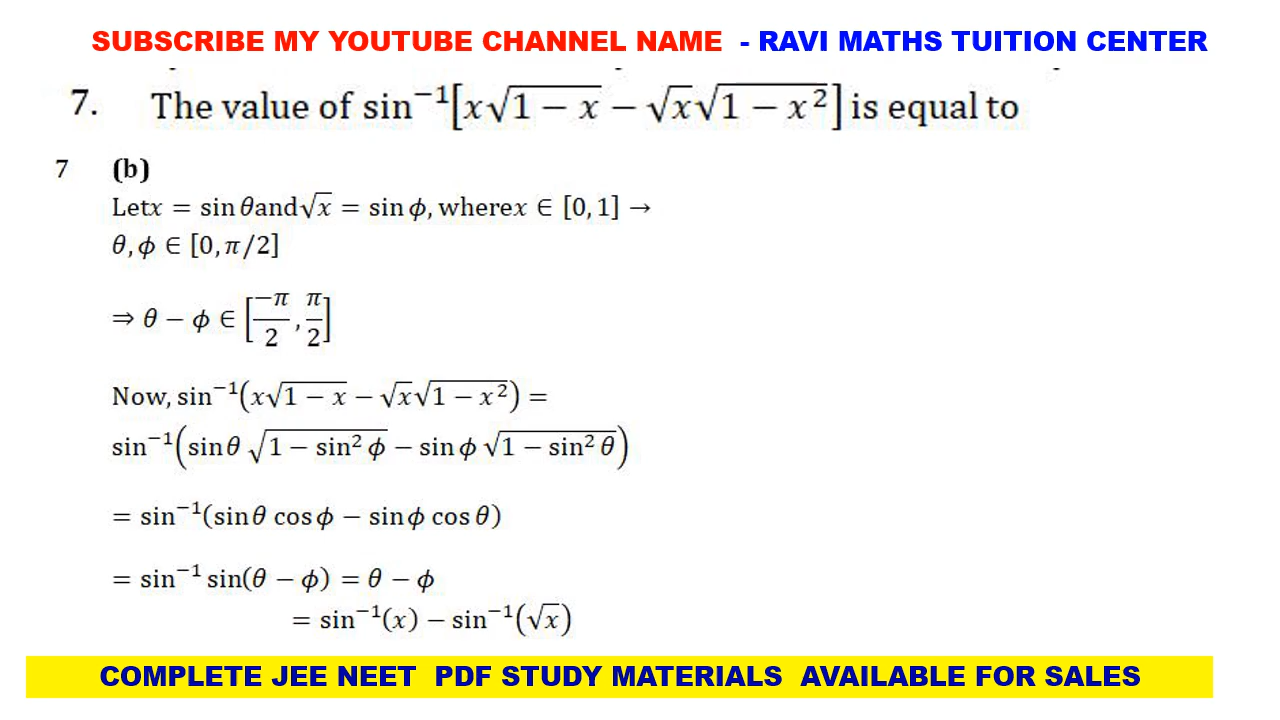 SUBSCRIBE MY YOUTUBE CHANNEL NAME - RAVI MATHS TUITION CENTER
7. The value of sin⁻¹[x√(1 − x) − √x√(1 − x²)] is equal to
7 (b)
Letx = sin θand√x = sin ϕ, wherex ∈ [0, 1] →
θ, ϕ ∈ [0, π/2]
⇒ θ − ϕ ∈ [−π/2, π/2]
Now, sin⁻¹(x√(1 − x) − √x√(1 − x²)) =
sin⁻¹(sin θ √(1 − sin² ϕ) − sin ϕ √(1 − sin² θ))
= sin⁻¹(sin θ cos ϕ − sin ϕ cos θ)
= sin⁻¹ sin(θ − ϕ) = θ − ϕ
= sin⁻¹(x) − sin⁻¹(√x)
COMPLETE JEE NEET PDF STUDY MATERIALS AVAILABLE FOR SALES